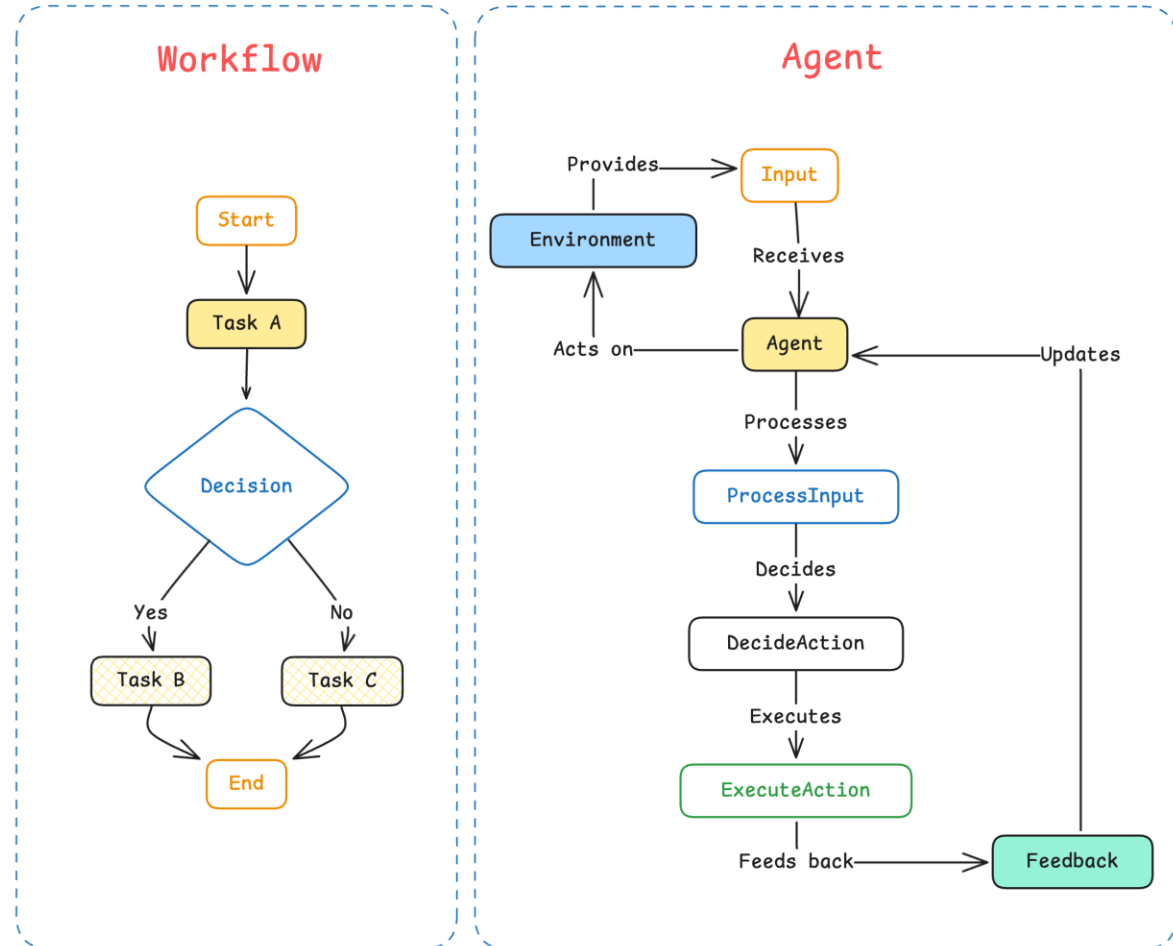 Workflow
Start
Task A
Decision
Yes
No
Task B
Task C
End
Agent
Provides
Input
Environment
Receives
Acts on
Agent
Updates
Processes
ProcessInput
Decides
DecideAction
Executes
ExecuteAction
Feeds back
Feedback